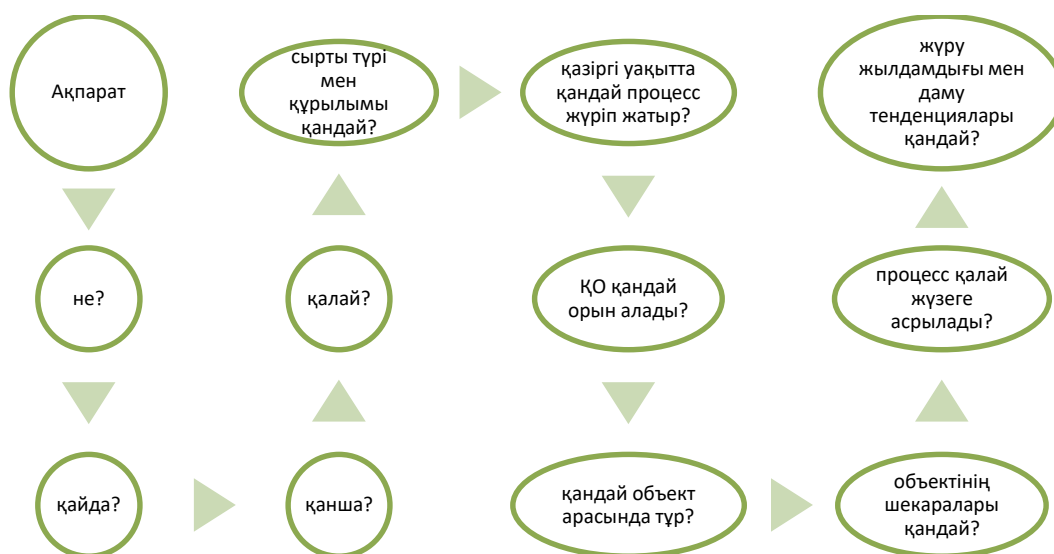 Ақпарат
не?
қайда?
қанша?
қалай?
сырты түрі
мен
құрылымы
қандай?
қазіргі уақытта
қандай процесс
жүріп жатыр?
ҚО қандай
орын алады?
қандай объект
арасында тұр?
объектінің
шекаралары
қандай?
процесс қалай
жүзеге
асрылады?
жүру
жылдамдығы мен
даму
тенденциялары
қандай?